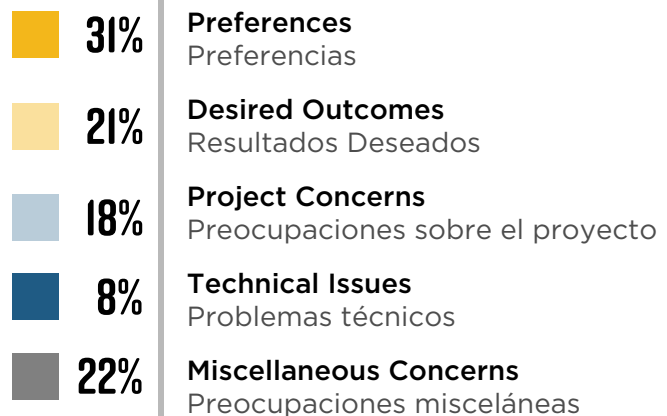 31% Preferences
Preferencias
21% Desired Outcomes
Resultados Deseados
18% Project Concerns
Preocupaciones sobre el proyecto
8% Technical Issues
Problemas técnicos
22% Miscellaneous Concerns
Preocupaciones misceláneas